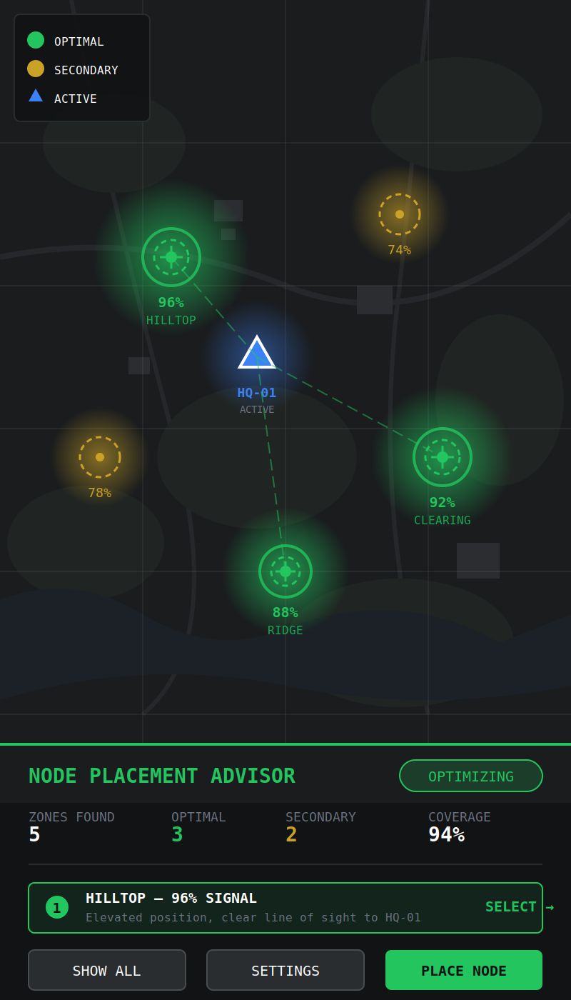 OPTIMAL
SECONDARY
ACTIVE
74%
96%
HILLTOP
HQ-01
ACTIVE
78%
92%
CLEARING
88%
RIDGE
NODE PLACEMENT ADVISOR
OPTIMIZING
ZONES FOUND OPTIMAL SECONDARY COVERAGE
5 3 2 94%
1 HILLTOP — 96% SIGNAL
Elevated position, clear line of sight to HQ-01
SELECT →
SHOW ALL SETTINGS PLACE NODE